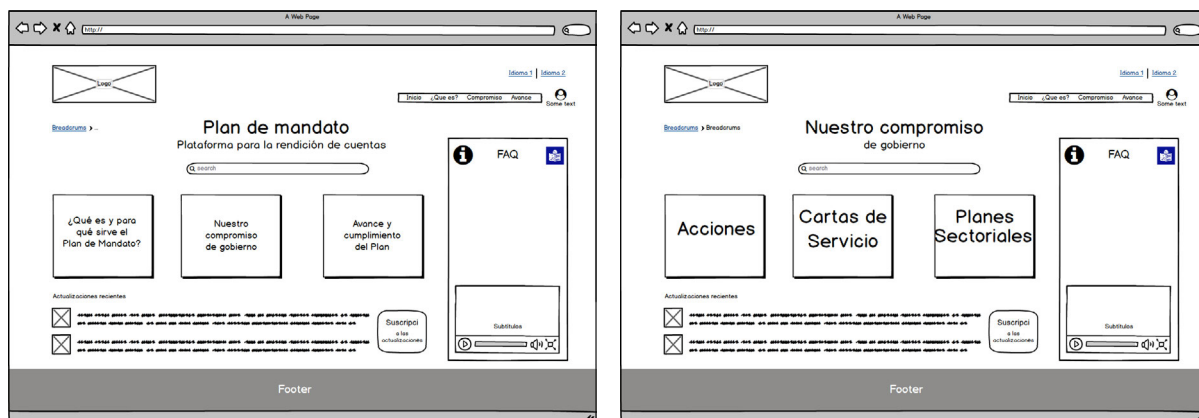 A Web Page
http://
Logo
Idioma 1 | Idioma 2
Inicio ¿Que es? Compromiso Avance
Some text
Breadcrums > ..
Plan de mandato
Plataforma para la rendición de cuentas
search
¿Qué es y para
qué sirve el
Plan de Mandato?
Nuestro
compromiso
de gobierno
Avance y
cumplimiento
del Plan
FAQ
Actualizaciones recientes
Suscripci
a las
actualizaciones
Subtítulos
Footer
A Web Page
http://
Logo
Idioma 1 | Idioma 2
Inicio ¿Que es? Compromiso Avance
Some text
Breadcrums > Breadcrums
Nuestro compromiso
de gobierno
search
Acciones
Cartas de
Servicio
Planes
Sectoriales
FAQ
Actualizaciones recientes
Suscripci
a las
actualizaciones
Subtítulos
Footer